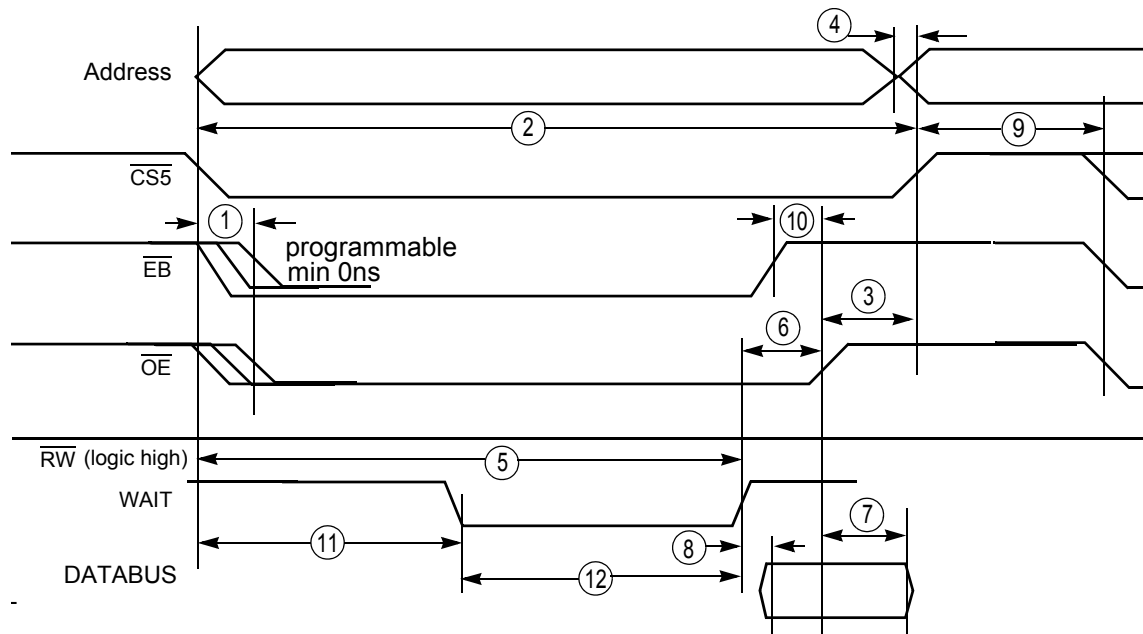 4
Address
2
9
CS5
1
10
programmable
min 0ns
EB
3
6
OE
RW (logic high)
5
WAIT
7
11
8
12
DATABUS
-